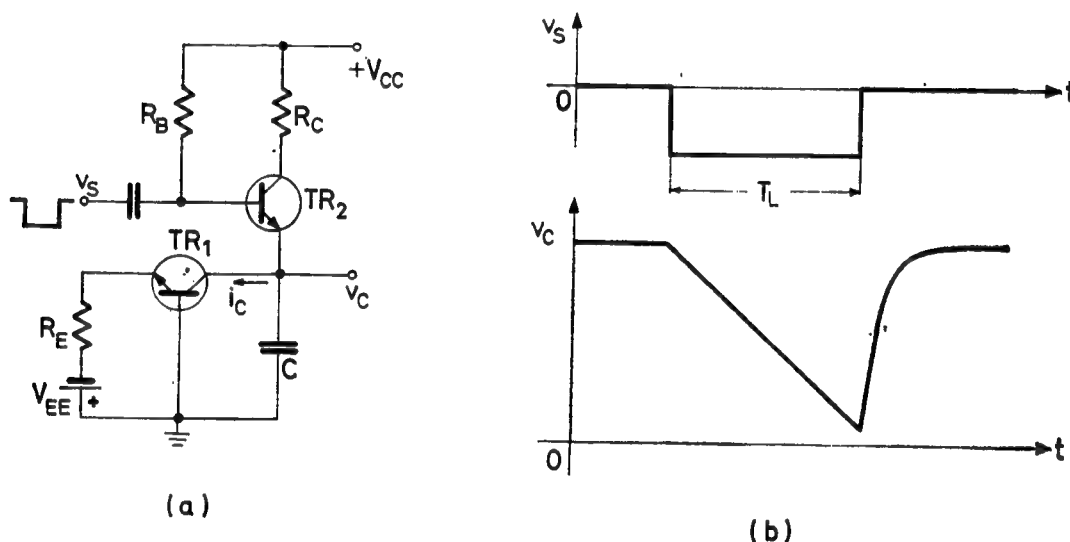 +V_CC
R_B
R_C
v_S
TR_2
TR_1
i_C
v_C
R_E
C
V_EE
+
(a)
v_S
0
t
T_L
v_C
0
t
(b)